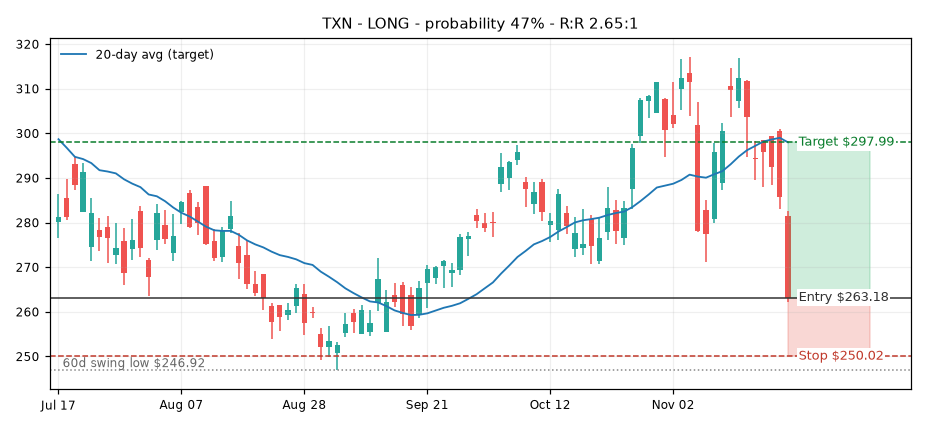 TXN - LONG - probability 47% - R:R 2.65:1
20-day avg (target)
320
310
300
290
280
270
260
250
Target $297.99
Entry $263.18
Stop $250.02
60d swing low $246.92
Jul 17
Aug 07
Aug 28
Sep 21
Oct 12
Nov 02